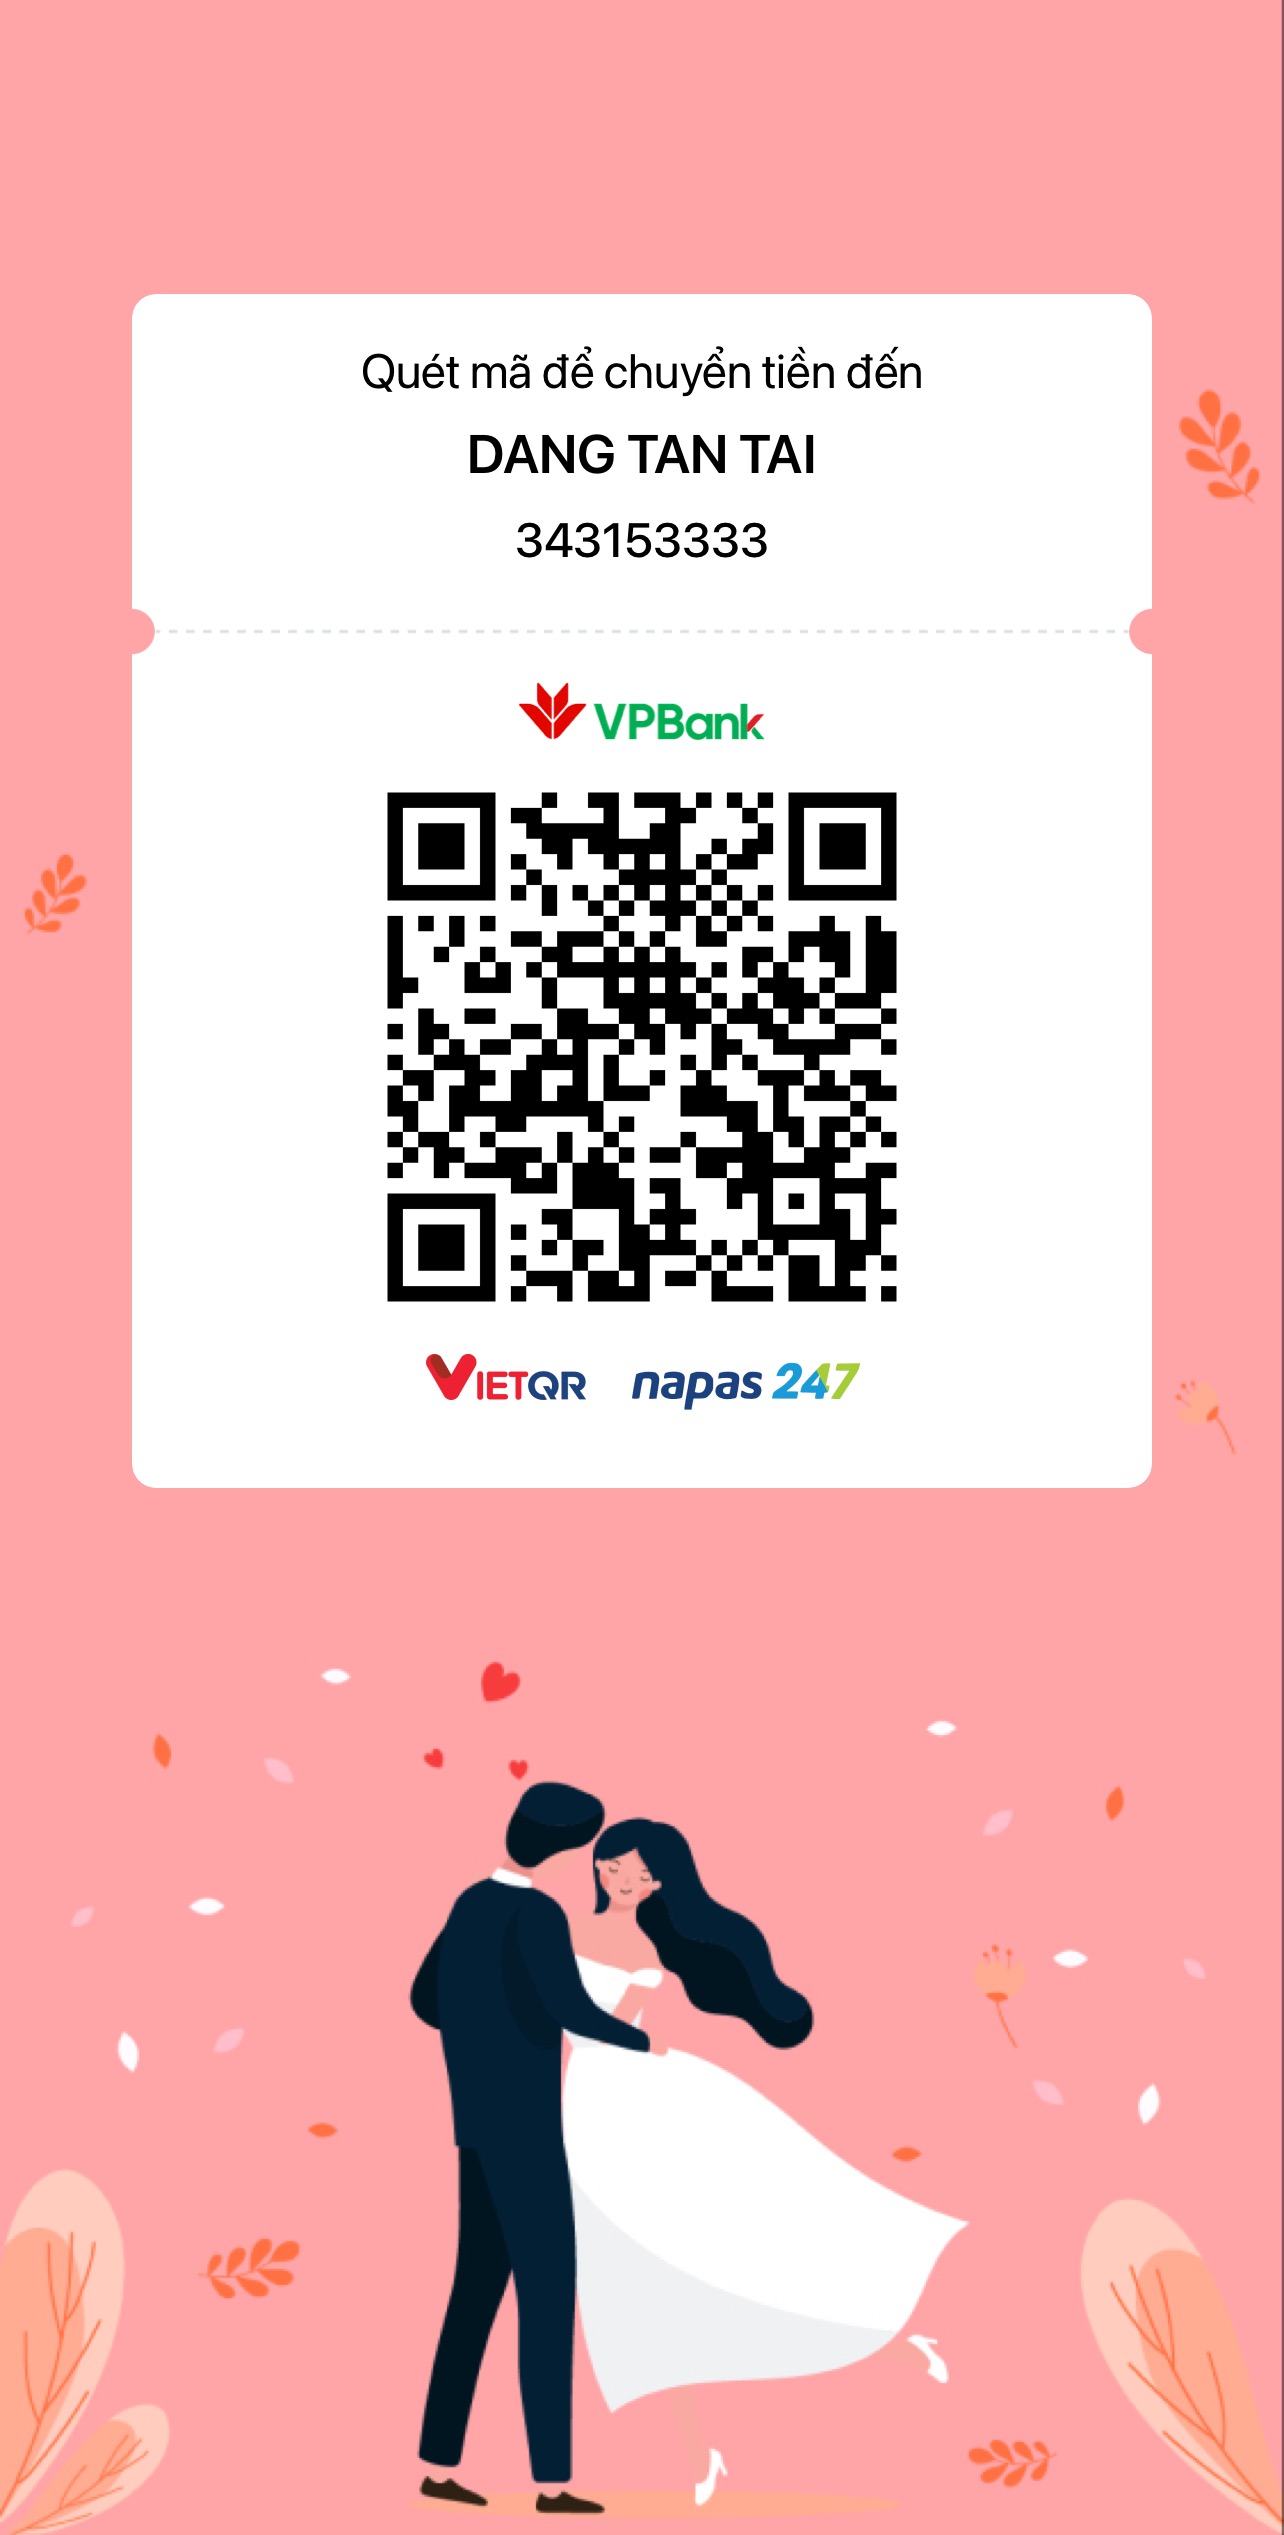 Quét mã để chuyển tiền đến
DANG TAN TAI
343153333
VPBank
VIETQR napas 247